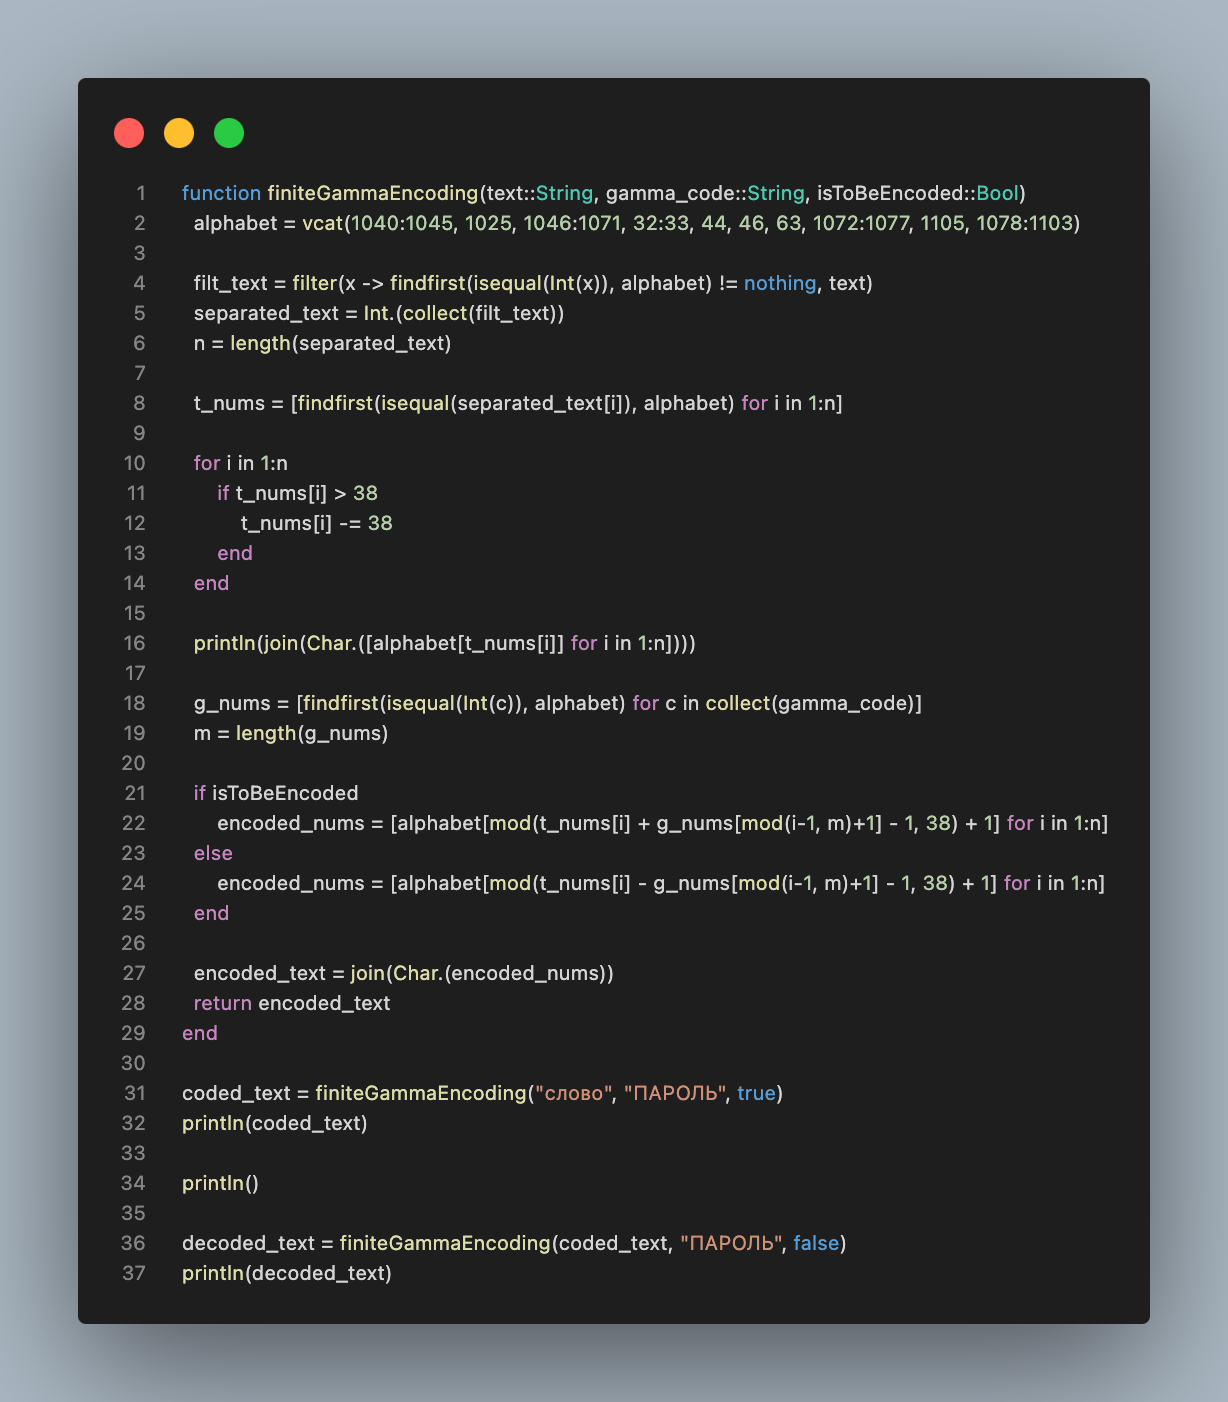 1 function finiteGammaEncoding(text::String, gamma_code::String, isToBeEncoded::Bool)
2 alphabet = vcat(1040:1045, 1025, 1046:1071, 32:33, 44, 46, 63, 1072:1077, 1105, 1078:1103)
3
4 filt_text = filter(x -> findfirst(isequal(Int(x)), alphabet) != nothing, text)
5 separated_text = Int.(collect(filt_text))
6 n = length(separated_text)
7
8 t_nums = [findfirst(isequal(separated_text[i]), alphabet) for i in 1:n]
9
10 for i in 1:n
11 if t_nums[i] > 38
12 t_nums[i] -= 38
13 end
14 end
15
16 println(join(Char.([alphabet[t_nums[i]] for i in 1:n])))
17
18 g_nums = [findfirst(isequal(Int(c)), alphabet) for c in collect(gamma_code)]
19 m = length(g_nums)
20
21 if isToBeEncoded
22 encoded_nums = [alphabet[mod(t_nums[i] + g_nums[mod(i-1, m)+1] - 1, 38) + 1] for i in 1:n]
23 else
24 encoded_nums = [alphabet[mod(t_nums[i] - g_nums[mod(i-1, m)+1] - 1, 38) + 1] for i in 1:n]
25 end
26
27 encoded_text = join(Char.(encoded_nums))
28 return encoded_text
29 end
30
31 coded_text = finiteGammaEncoding("слово", "ПАРОЛЬ", true)
32 println(coded_text)
33
34 println()
35
36 decoded_text = finiteGammaEncoding(coded_text, "ПАРОЛЬ", false)
37 println(decoded_text)